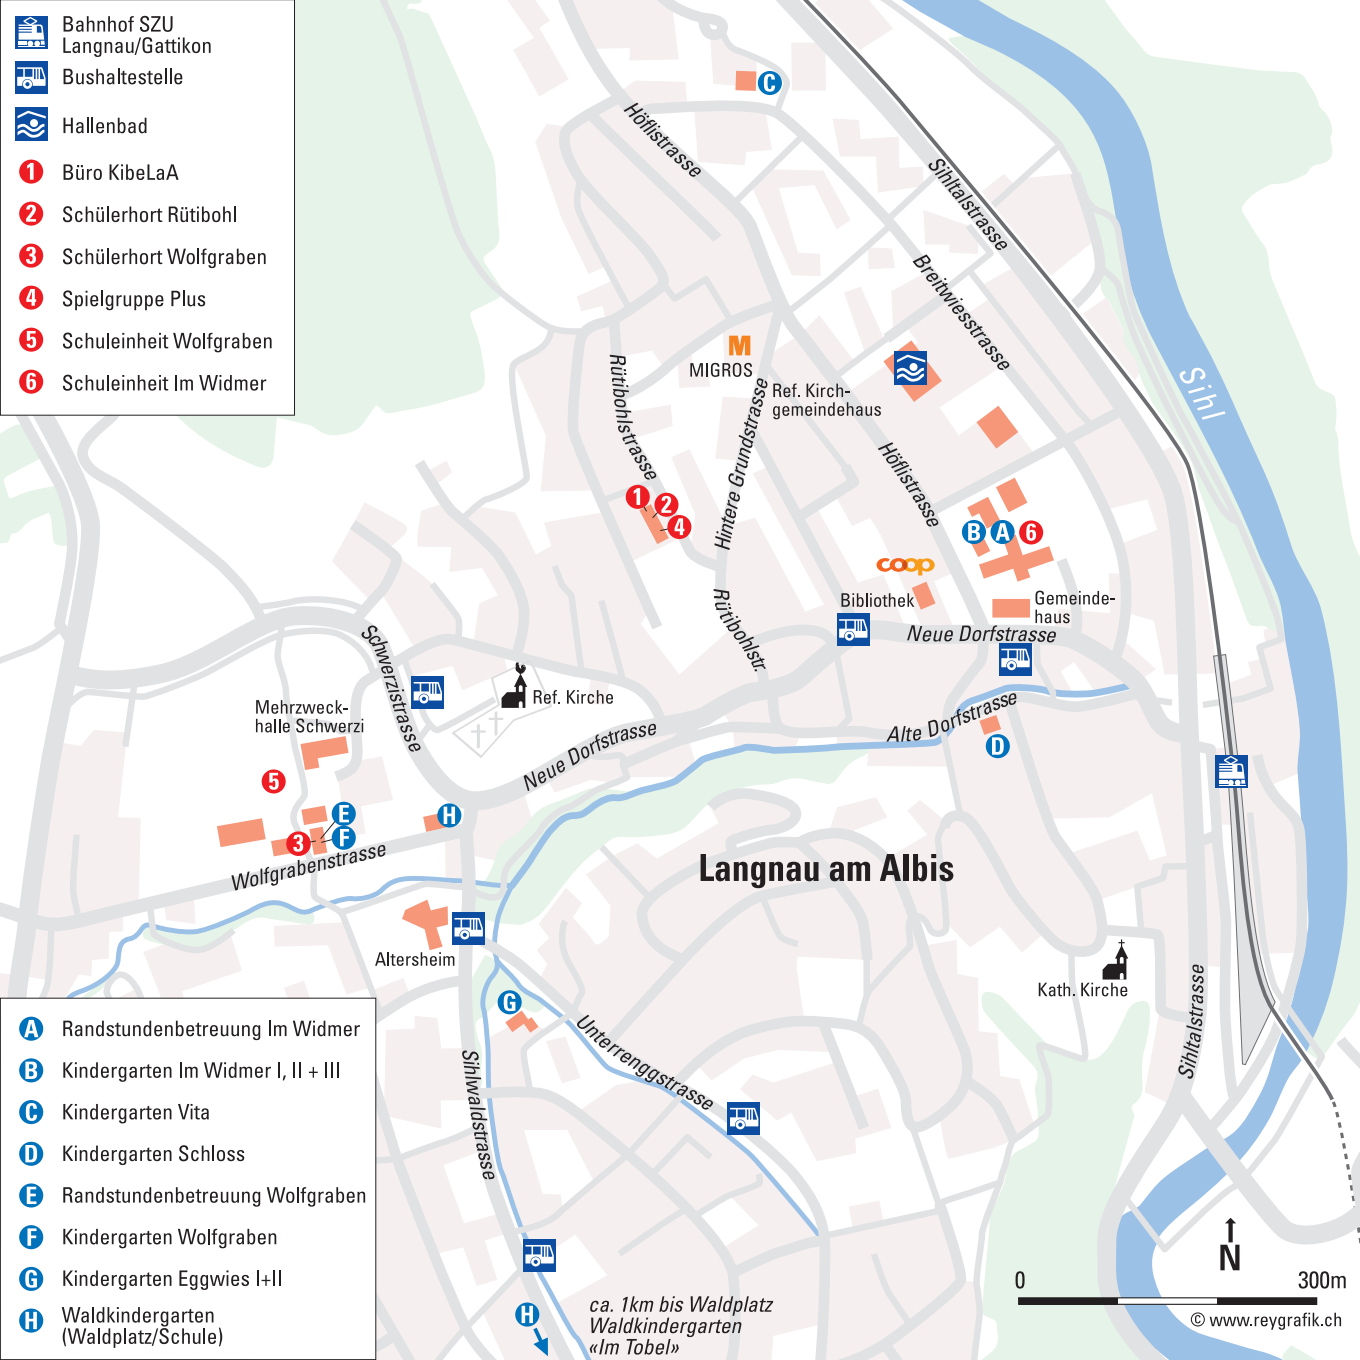 Bahnhof SZU
Langnau/Gattikon
Bushaltestelle
Hallenbad
1 Büro KibeLaA
2 Schülerhort Rütibohl
3 Schülerhort Wolfgraben
4 Spielgruppe Plus
5 Schuleinheit Wolfgraben
6 Schuleinheit Im Widmer
C
Höflistrasse
Sihltalstrasse
Breitwiesstrasse
Sihl
M
MIGROS
Rütibohlstrasse
Ref. Kirch-
gemeindehaus
Hintere Grundstrasse
Höflistrasse
1
2
4
B
A
6
coop
Bibliothek
Gemeinde-
haus
Rütibohlstr.
Neue Dorfstrasse
Schwerzistrasse
Ref. Kirche
Mehrzweck-
halle Schwerzi
Neue Dorfstrasse
Alte Dorfstrasse
D
5
E
H
3
F
Wolfgrabenstrasse
Langnau am Albis
Altersheim
Kath. Kirche
G
Unterrenggstrasse
Sihlwaldstrasse
Sihltalstrasse
A Randstundenbetreuung Im Widmer
B Kindergarten Im Widmer I, II + III
C Kindergarten Vita
D Kindergarten Schloss
E Randstundenbetreuung Wolfgraben
F Kindergarten Wolfgraben
G Kindergarten Eggwies I+II
H Waldkindergarten
(Waldplatz/Schule)
H
ca. 1km bis Waldplatz
Waldkindergarten
«Im Tobel»
N
0 300m
© www.reygrafik.ch